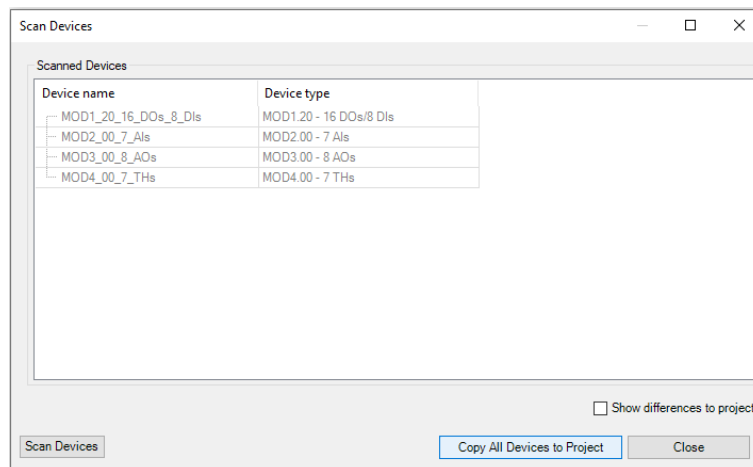 Scan Devices
Scanned Devices
Device name Device type
MOD1_20_16_DOs_8_DIs MOD1.20 - 16 DOs/8 DIs
MOD2_00_7_AIs MOD2.00 - 7 AIs
MOD3_00_8_AOs MOD3.00 - 8 AOs
MOD4_00_7_THs MOD4.00 - 7 THs
Show differences to project
Scan Devices Copy All Devices to Project Close